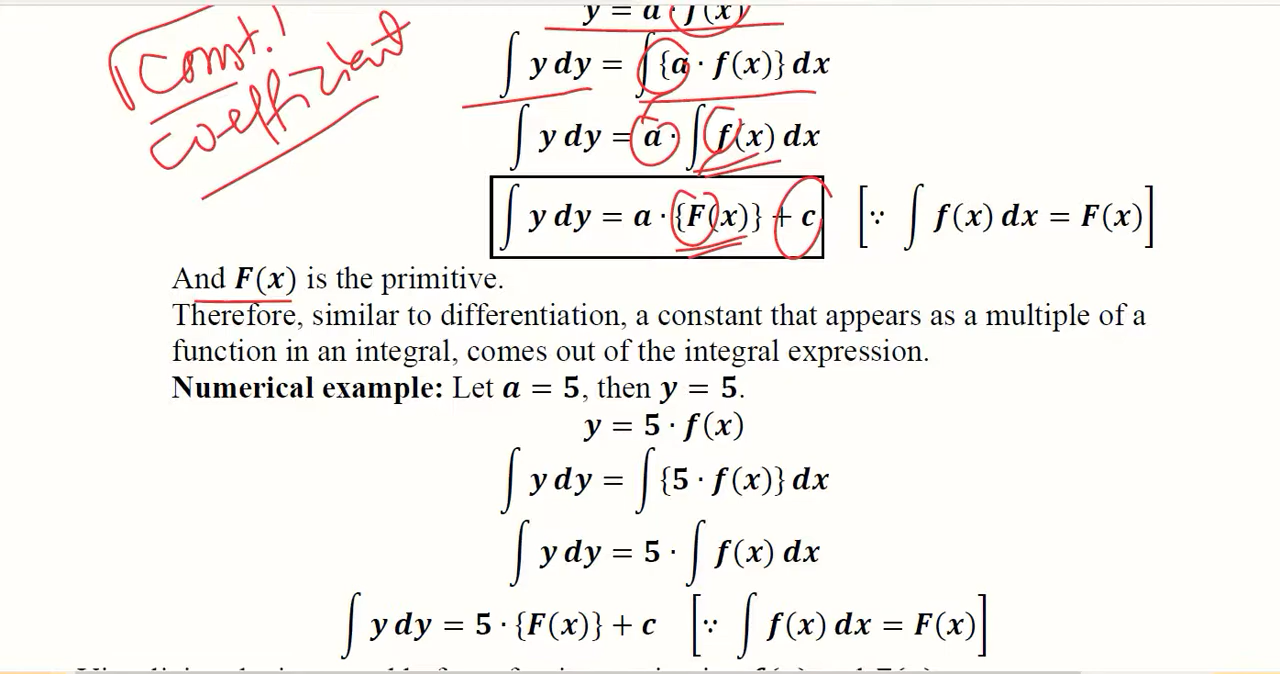 y = a · f(x)
Const.
coefficient
∫ y dy = ∫ {a · f(x)} dx
∫ y dy = a · ∫ f(x) dx
∫ y dy = a · {F(x)} + c [∵ ∫ f(x) dx = F(x)]
And F(x) is the primitive.
Therefore, similar to differentiation, a constant that appears as a multiple of a
function in an integral, comes out of the integral expression.
Numerical example: Let a = 5, then y = 5.
y = 5 · f(x)
∫ y dy = ∫ {5 · f(x)} dx
∫ y dy = 5 · ∫ f(x) dx
∫ y dy = 5 · {F(x)} + c [∵ ∫ f(x) dx = F(x)]